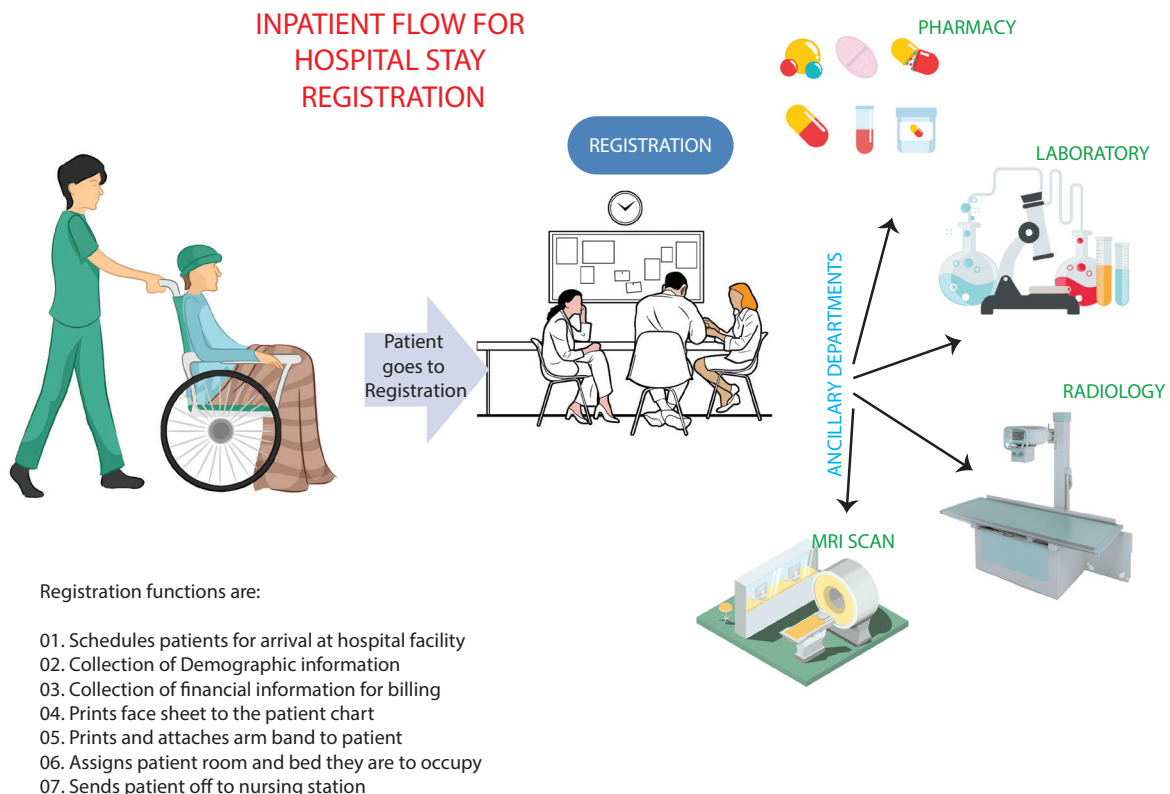 INPATIENT FLOW FOR
HOSPITAL STAY
REGISTRATION
PHARMACY
REGISTRATION
LABORATORY
Patient
goes to
Registration
ANCILLARY DEPARTMENTS
RADIOLOGY
MRI SCAN
Registration functions are:
01. Schedules patients for arrival at hospital facility
02. Collection of Demographic information
03. Collection of financial information for billing
04. Prints face sheet to the patient chart
05. Prints and attaches arm band to patient
06. Assigns patient room and bed they are to occupy
07. Sends patient off to nursing station